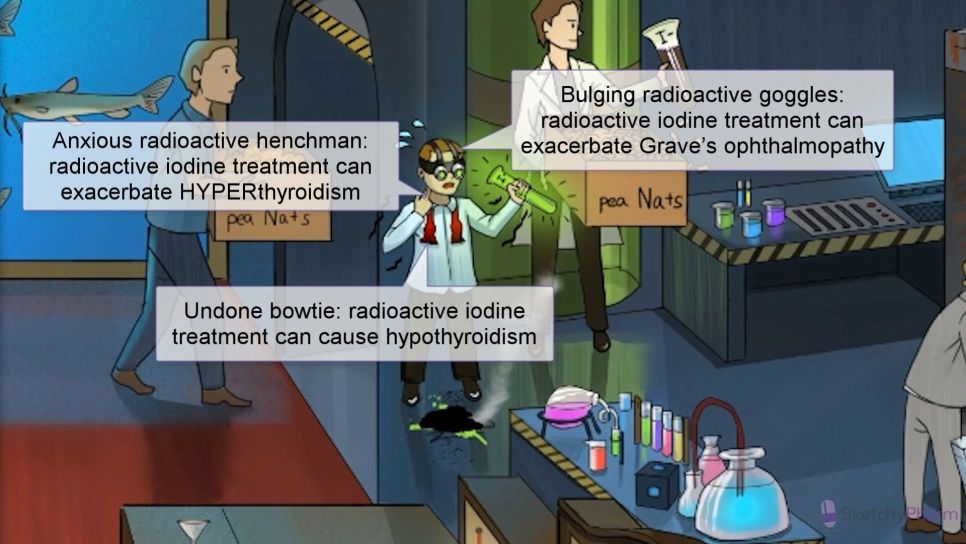 I-
Bulging radioactive goggles:
radioactive iodine treatment can
exacerbate Grave's ophthalmopathy
Anxious radioactive henchman:
radioactive iodine treatment can
exacerbate HYPERthyroidism
I-
pea Nats
pea Nats
Undone bowtie: radioactive iodine
treatment can cause hypothyroidism
SketchyPharm